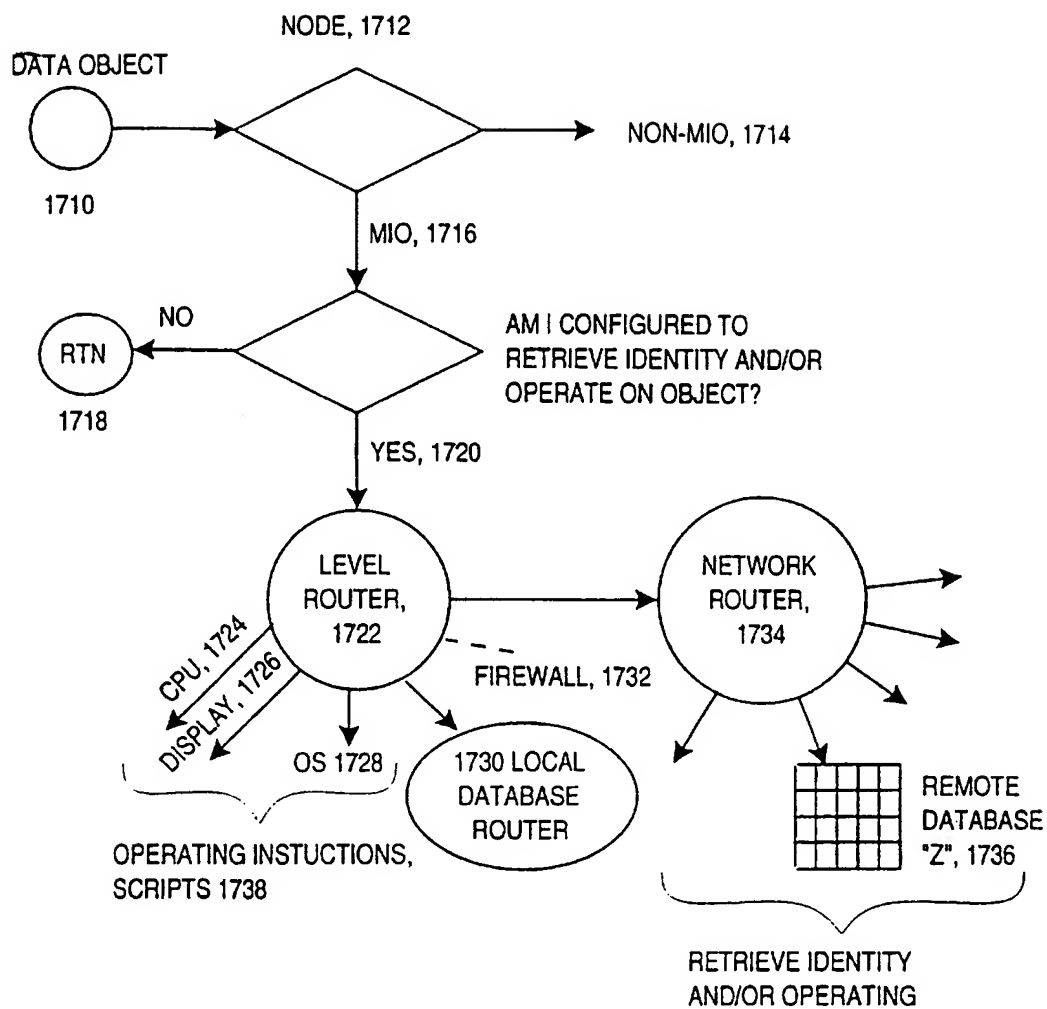 NODE, 1712
DATA OBJECT
NON-MIO, 1714
1710
MIO, 1716
NO
RTN
1718
AM I CONFIGURED TO
RETRIEVE IDENTITY AND/OR
OPERATE ON OBJECT?
YES, 1720
LEVEL
ROUTER,
1722
NETWORK
ROUTER,
1734
CPU, 1724
DISPLAY, 1726
FIREWALL, 1732
OS 1728
1730 LOCAL
DATABASE
ROUTER
REMOTE
DATABASE
"Z", 1736
OPERATING INSTUCTIONS,
SCRIPTS 1738
RETRIEVE IDENTITY
AND/OR OPERATING